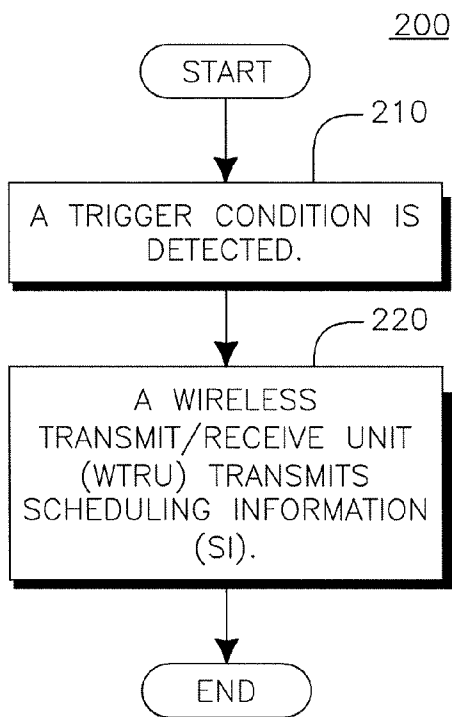 200
START
210
A TRIGGER CONDITION IS
DETECTED.
220
A WIRELESS
TRANSMIT/RECEIVE UNIT
(WTRU) TRANSMITS
SCHEDULING INFORMATION
(SI).
END